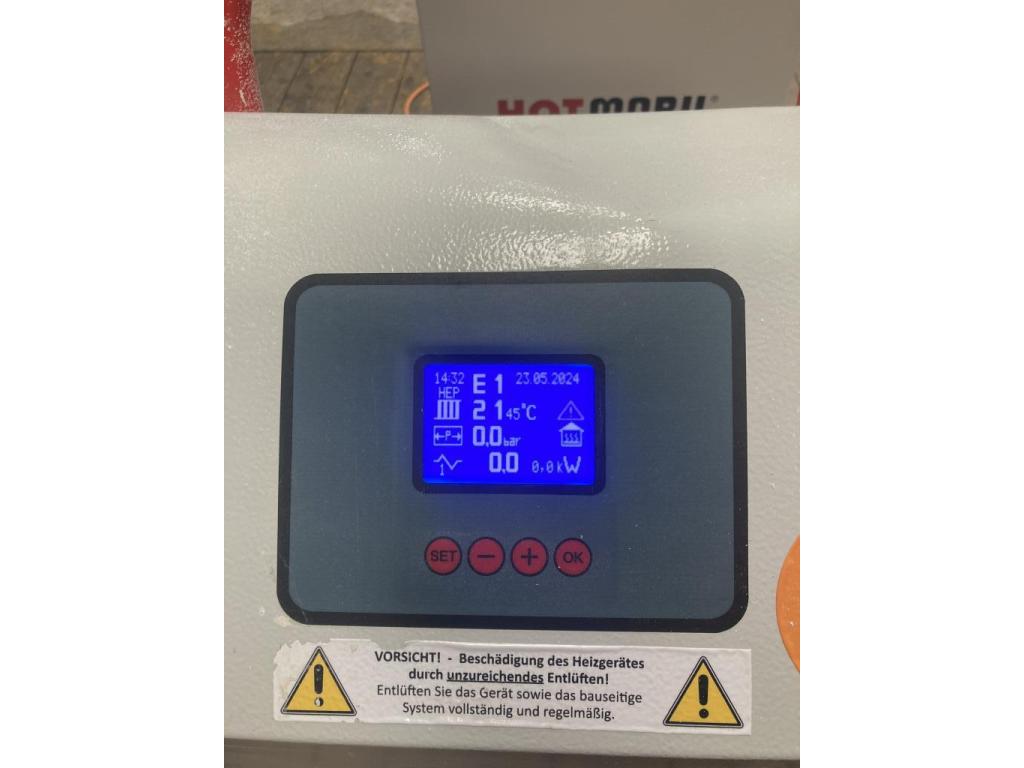 HOTMOBIL®
14:32 E 1 23.05.2024
HEP
21 45°C
P 0,0 bar
1 0,0 0,0 kW
SET − + OK
VORSICHT! - Beschädigung des Heizgerätes
durch unzureichendes Entlüften!
Entlüften Sie das Gerät sowie das bauseitige
System vollständig und regelmäßig.